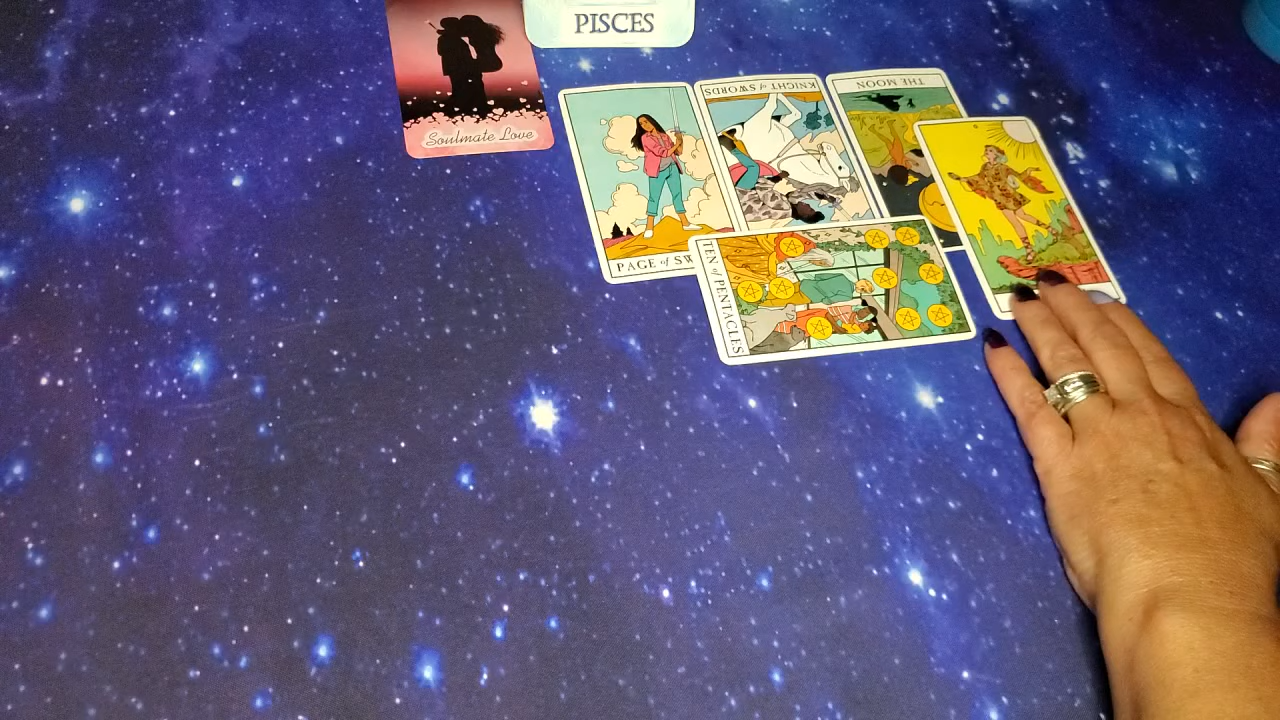 PISCES
Soulmate Love
KNIGHT of SWORDS
THE MOON
PAGE of SW
TEN of PENTACLES